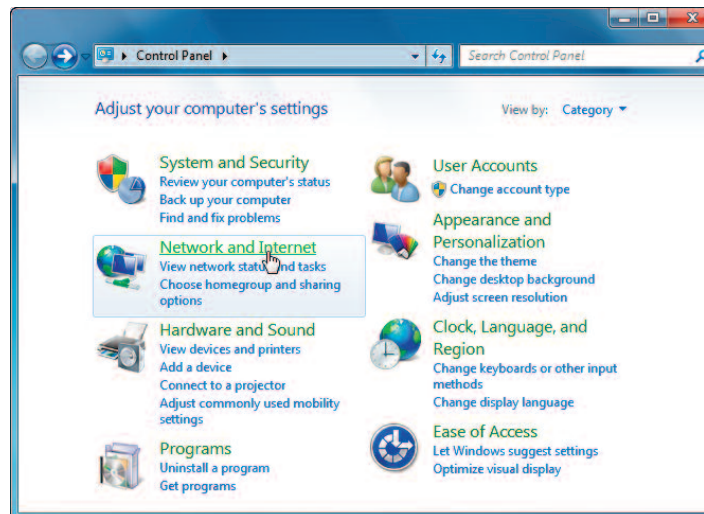 Control Panel
Search Control Panel
Adjust your computer's settings
View by: Category
System and Security
Review your computer's status
Back up your computer
Find and fix problems
Network and Internet
View network status and tasks
Choose homegroup and sharing
options
Hardware and Sound
View devices and printers
Add a device
Connect to a projector
Adjust commonly used mobility
settings
Programs
Uninstall a program
Get programs
User Accounts
Change account type
Appearance and
Personalization
Change the theme
Change desktop background
Adjust screen resolution
Clock, Language, and
Region
Change keyboards or other input
methods
Change display language
Ease of Access
Let Windows suggest settings
Optimize visual display